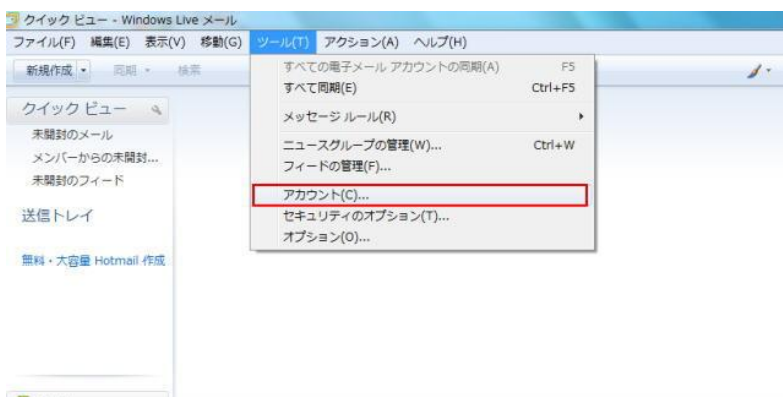 クイック ビュー - Windows Live メール
ファイル(F) 編集(E) 表示(V) 移動(G) ツール(T) アクション(A) ヘルプ(H)
新規作成 同期 検索
すべての電子メール アカウントの同期(A) F5
すべて同期(E) Ctrl+F5
メッセージ ルール(R)
ニュースグループの管理(W)... Ctrl+W
フィードの管理(F)...
アカウント(C)...
セキュリティのオプション(T)...
オプション(O)...
クイック ビュー
未開封のメール
メンバーからの未開封...
未開封のフィード
送信トレイ
無料・大容量 Hotmail 作成